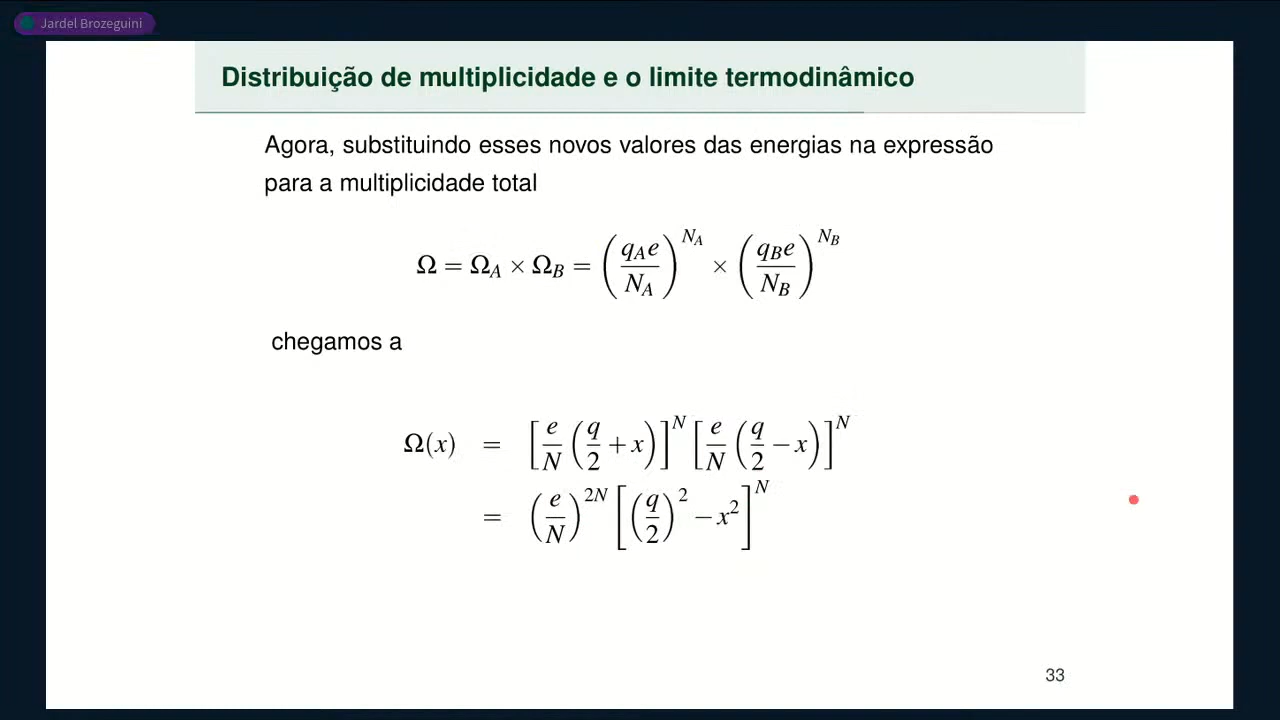 Jardel Brozeguini
Distribuição de multiplicidade e o limite termodinâmico
Agora, substituindo esses novos valores das energias na expressão
para a multiplicidade total
Ω = Ω_A × Ω_B = (q_A e / N_A)^{N_A} × (q_B e / N_B)^{N_B}
chegamos a
Ω(x) = [e/N (q/2 + x)]^N [e/N (q/2 − x)]^N
= (e/N)^{2N} [(q/2)^2 − x^2]^N
33